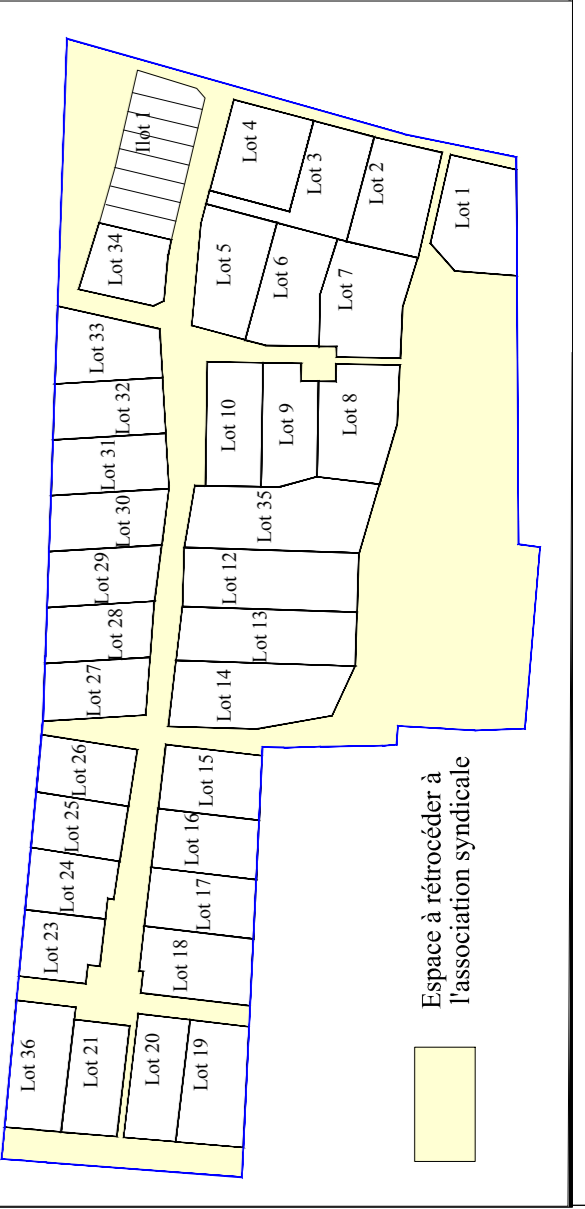 Ilot 1
Lot 4
Lot 3
Lot 2
Lot 1
Lot 34
Lot 5
Lot 6
Lot 7
Lot 33
Lot 32
Lot 31
Lot 30
Lot 29
Lot 28
Lot 27
Lot 10
Lot 9
Lot 8
Lot 35
Lot 12
Lot 13
Lot 14
Lot 26
Lot 25
Lot 24
Lot 23
Lot 15
Lot 16
Lot 17
Lot 18
Lot 36
Lot 21
Lot 20
Lot 19
Espace à rétrocéder à
l'association syndicale